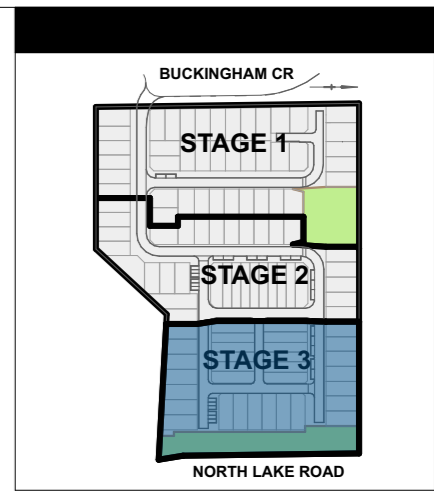 BUCKINGHAM CR
STAGE 1
STAGE 2
STAGE 3
NORTH LAKE ROAD